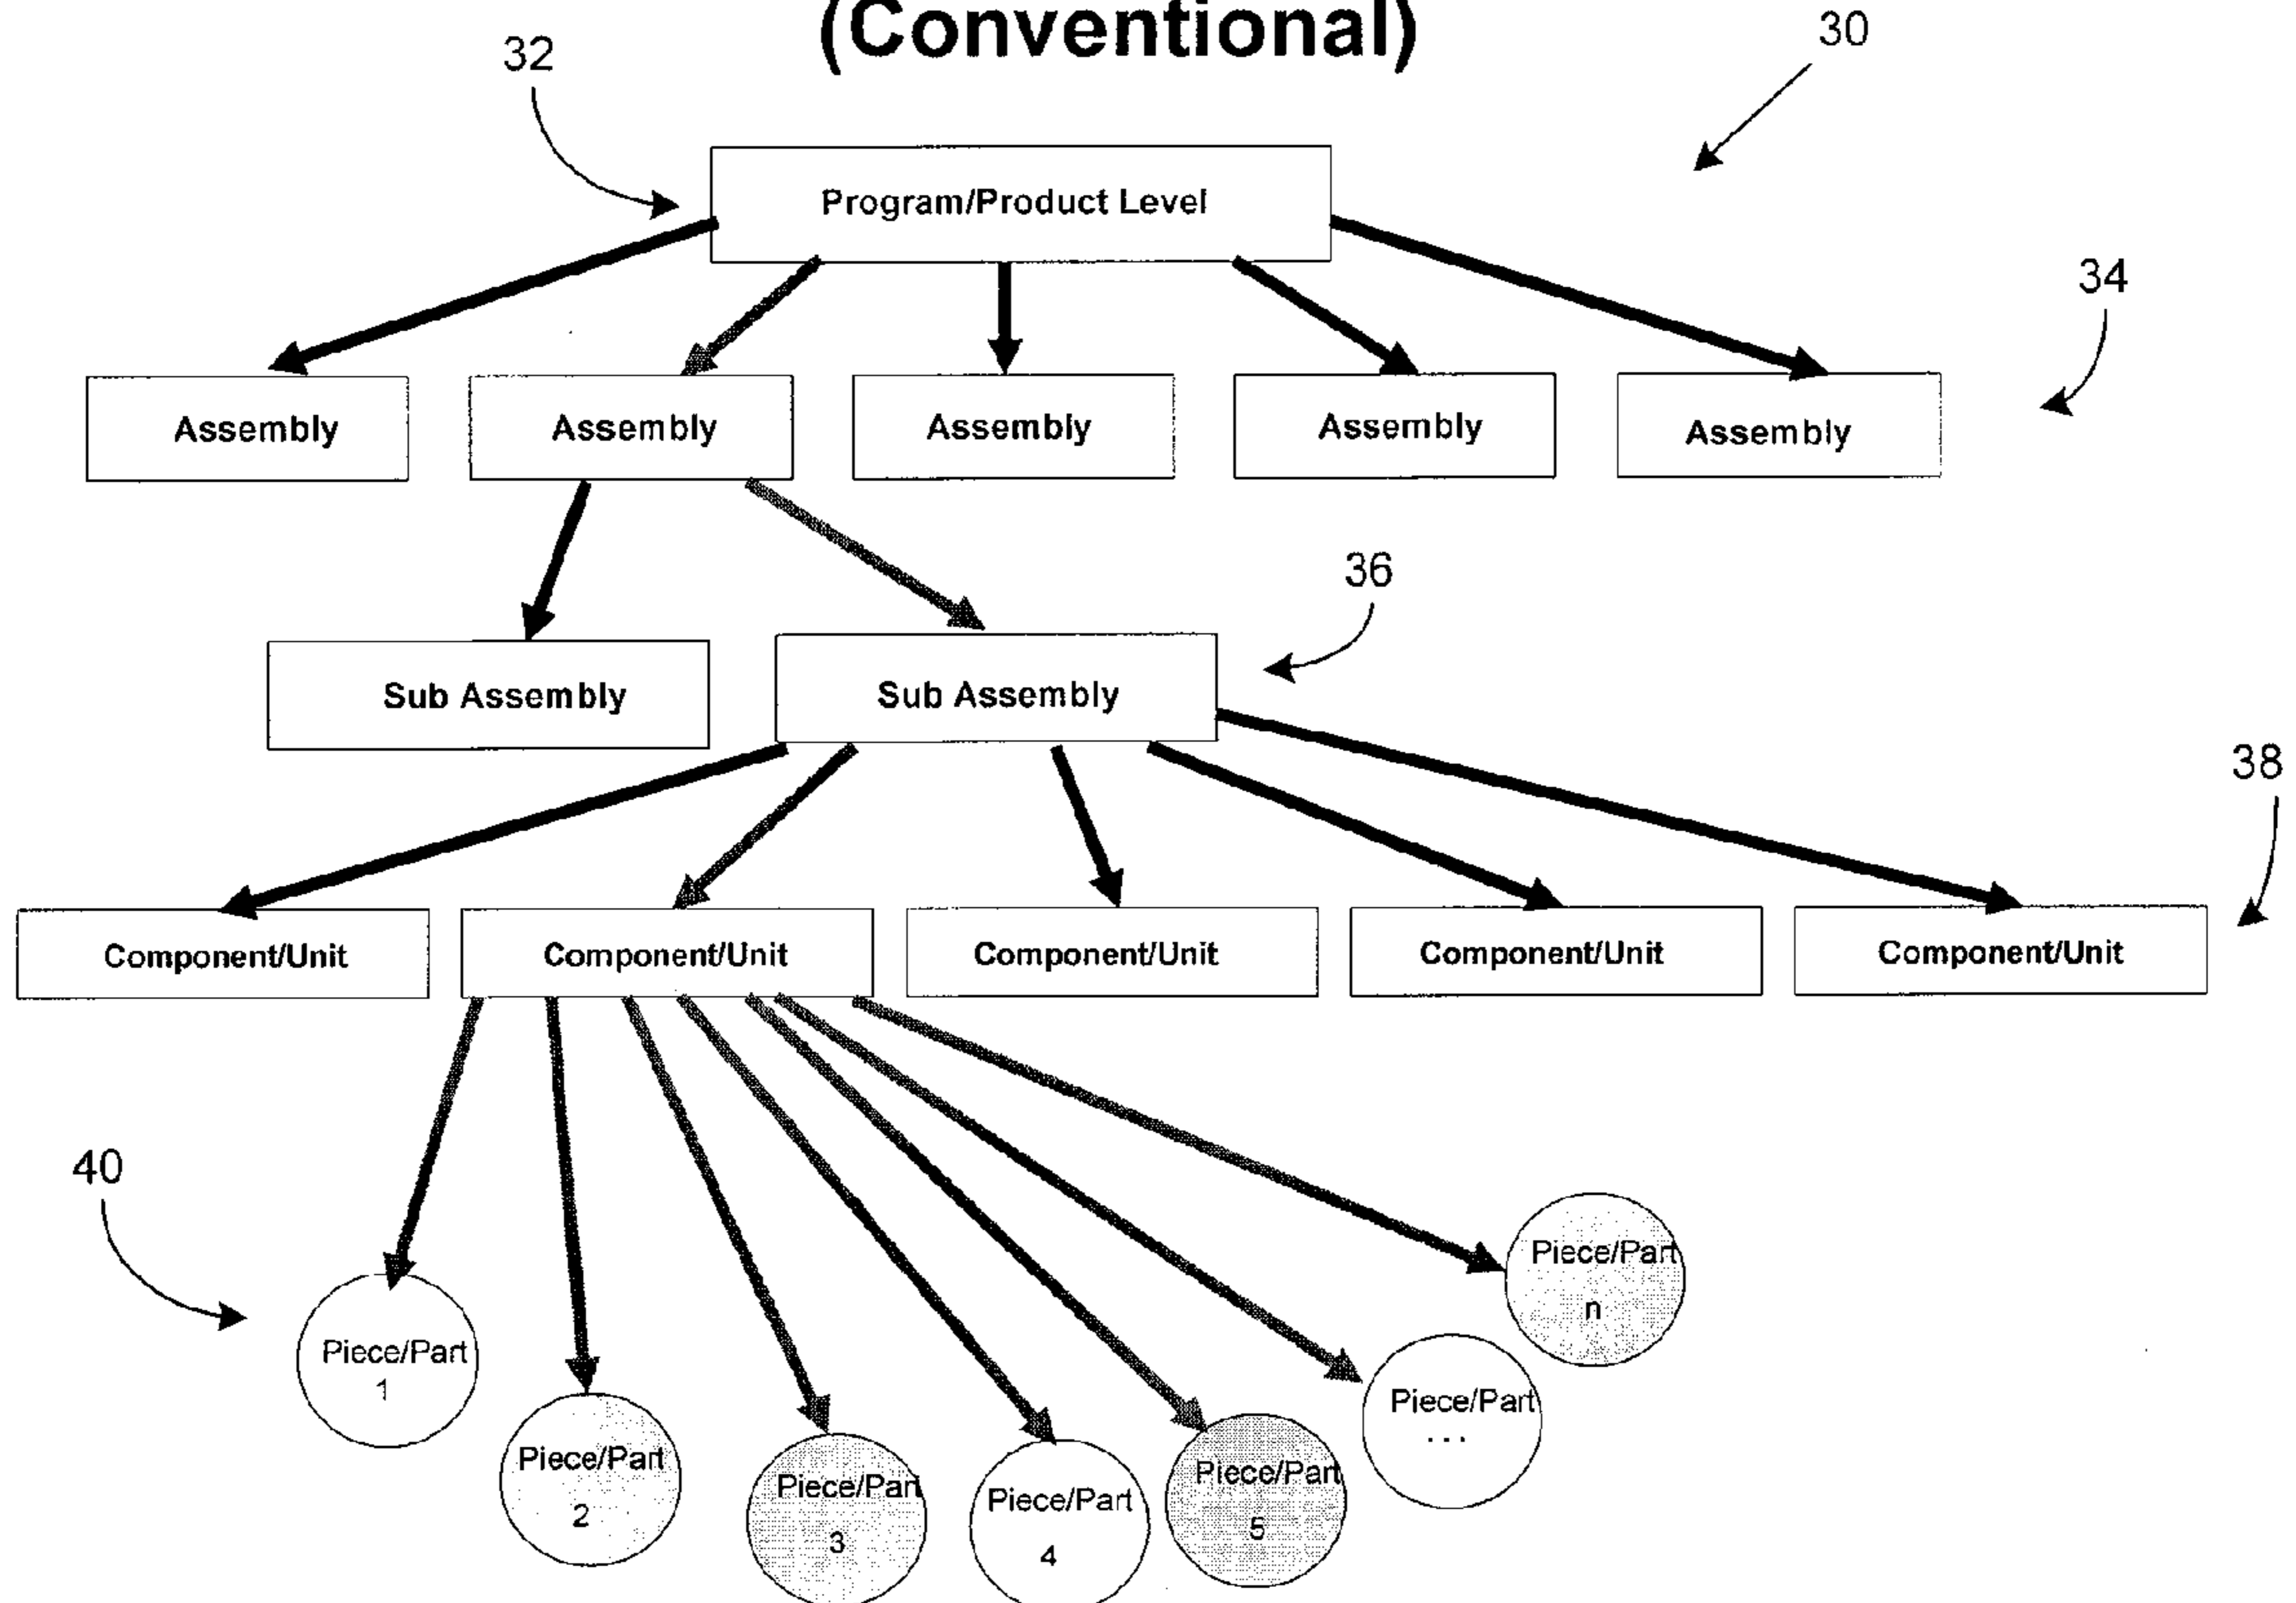 (Conventional)
30
32
Program/Product Level
34
Assembly
Assembly
Assembly
Assembly
Assembly
36
Sub Assembly
Sub Assembly
38
Component/Unit
Component/Unit
Component/Unit
Component/Unit
Component/Unit
40
Piece/Part
1
Piece/Part
2
Piece/Part
3
Piece/Part
4
Piece/Part
5
Piece/Part
...
Piece/Part
n